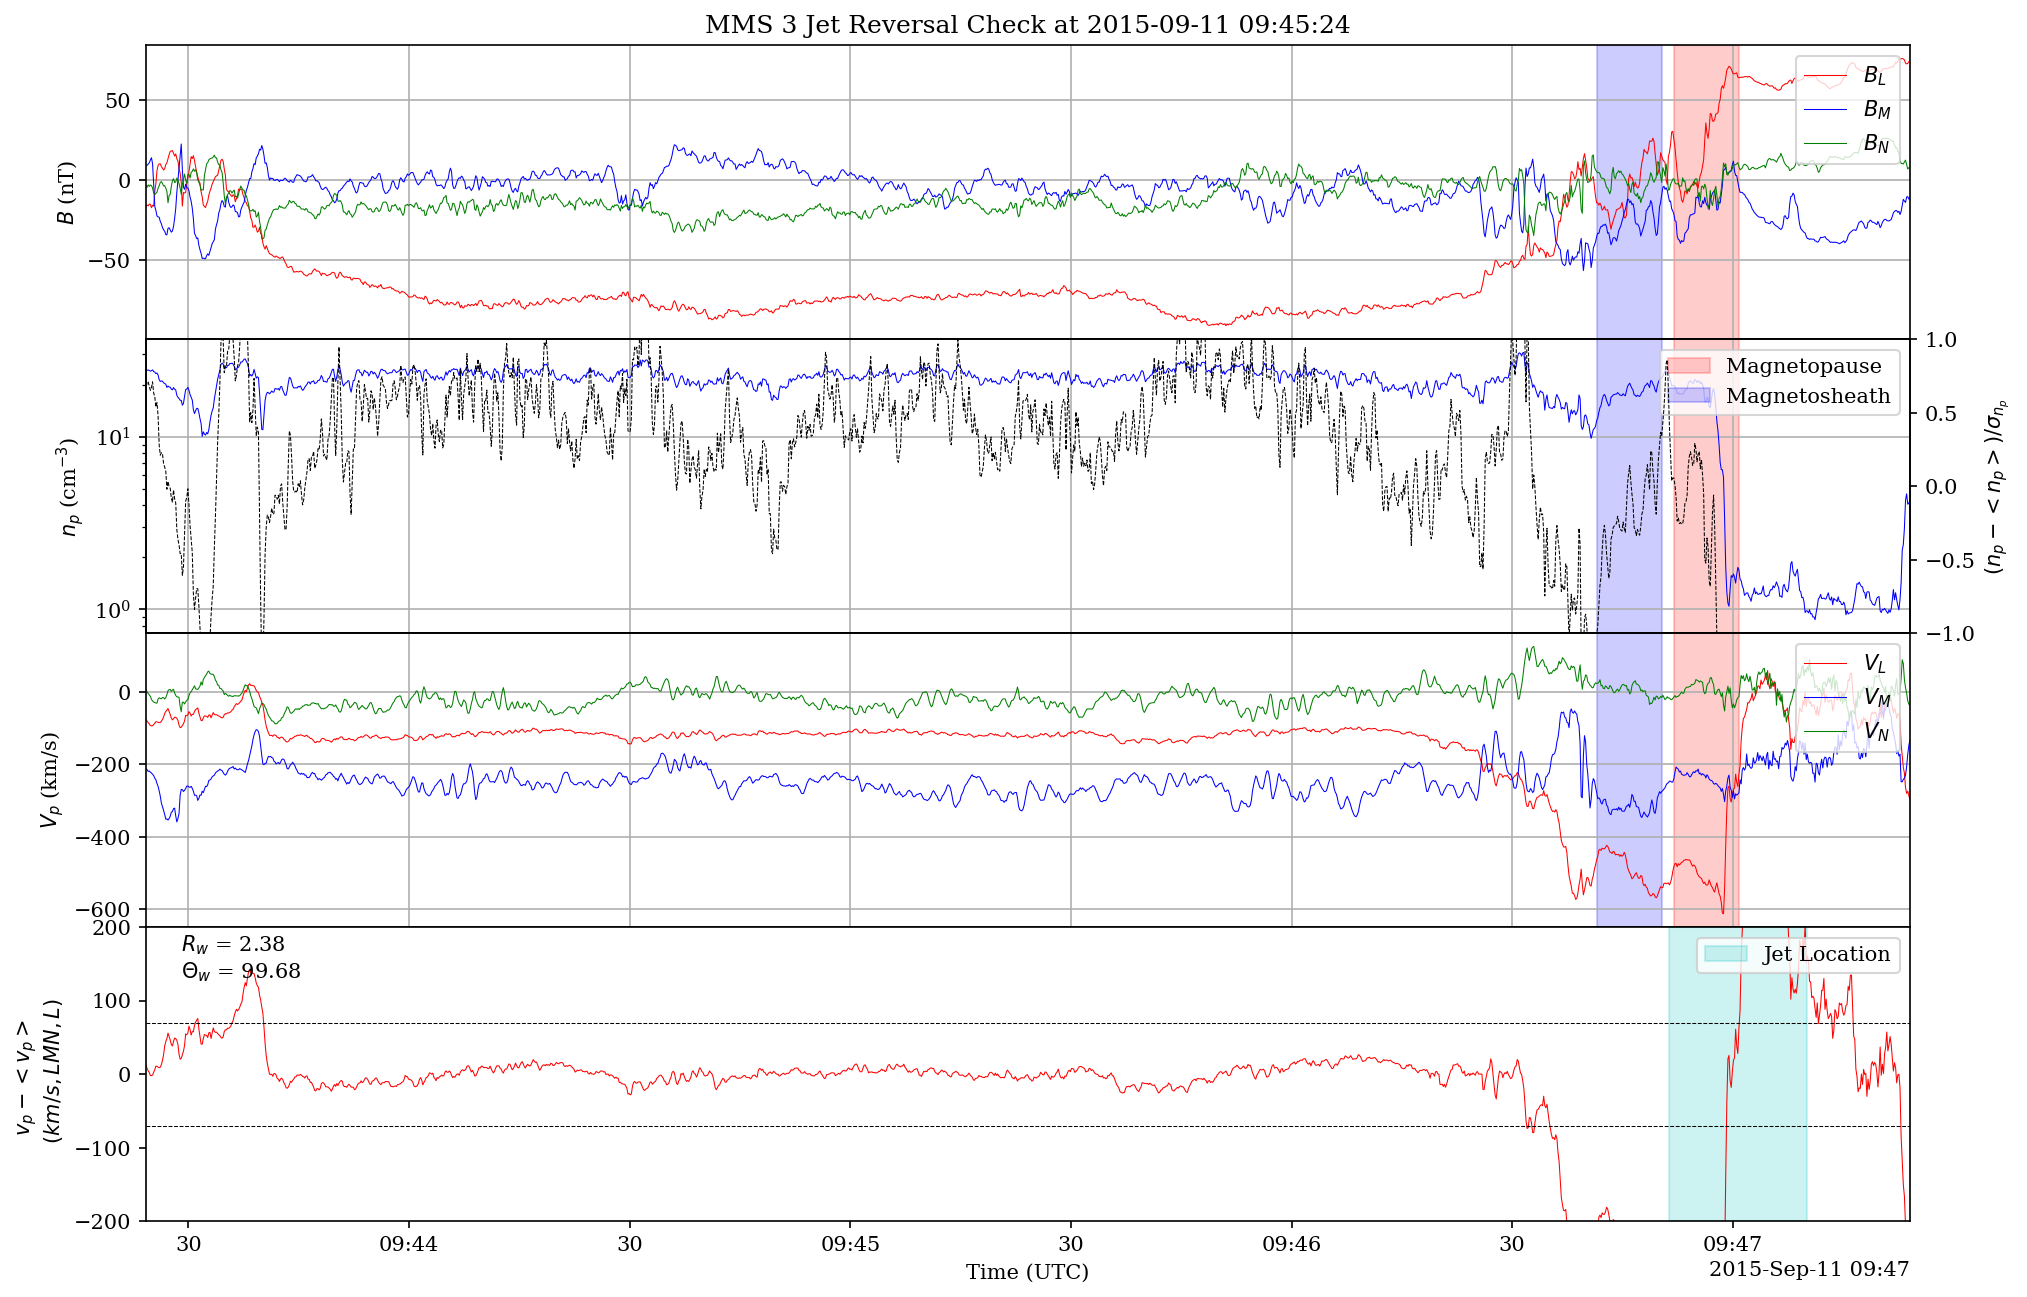 MMS 3 Jet Reversal Check at 2015-09-11 09:45:24
50
0
−50
B (nT)
B_L
B_M
B_N
10^1
10^0
n_p (cm^−3)
1.0
0.5
0.0
−0.5
−1.0
(n_p − < n_p >)/σ_{n_p}
Magnetopause
Magnetosheath
0
−200
−400
−600
V_p (km/s)
V_L
V_M
V_N
200
100
0
−100
−200
v_p − < v_p >
(km/s, LMN, L)
R_w = 2.38
Θ_w = 99.68
Jet Location
30
09:44
30
09:45
30
09:46
30
09:47
Time (UTC)
2015-Sep-11 09:47